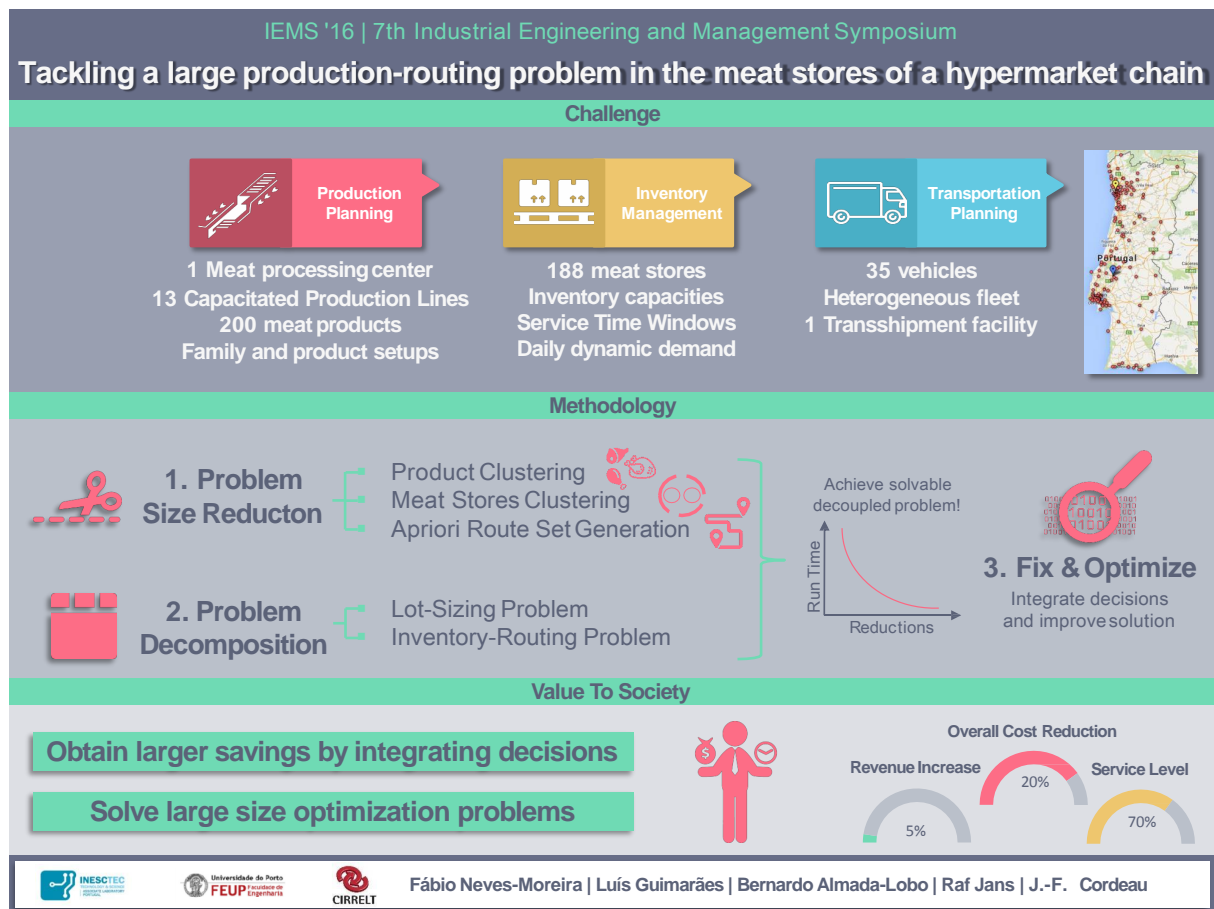 IEMS '16 | 7th Industrial Engineering and Management Symposium
Tackling a large production-routing problem in the meat stores of a hypermarket chain
Challenge
Production
Planning
1 Meat processing center
13 Capacitated Production Lines
200 meat products
Family and product setups
Inventory
Management
188 meat stores
Inventory capacities
Service Time Windows
Daily dynamic demand
Transportation
Planning
35 vehicles
Heterogeneous fleet
1 Transshipment facility
Portugal
Methodology
1. Problem
Size Reducton
Product Clustering
Meat Stores Clustering
Apriori Route Set Generation
2. Problem
Decomposition
Lot-Sizing Problem
Inventory-Routing Problem
Achieve solvable
decoupled problem!
Run Time
Reductions
3. Fix & Optimize
Integrate decisions
and improve solution
Value To Society
Obtain larger savings by integrating decisions
Solve large size optimization problems
$
Overall Cost Reduction
20%
Revenue Increase
5%
Service Level
70%
INESCTEC
Universidade do Porto
FEUP Faculdade de
Engenharia
CIRRELT
Fábio Neves-Moreira | Luís Guimarães | Bernardo Almada-Lobo | Raf Jans | J.-F. Cordeau